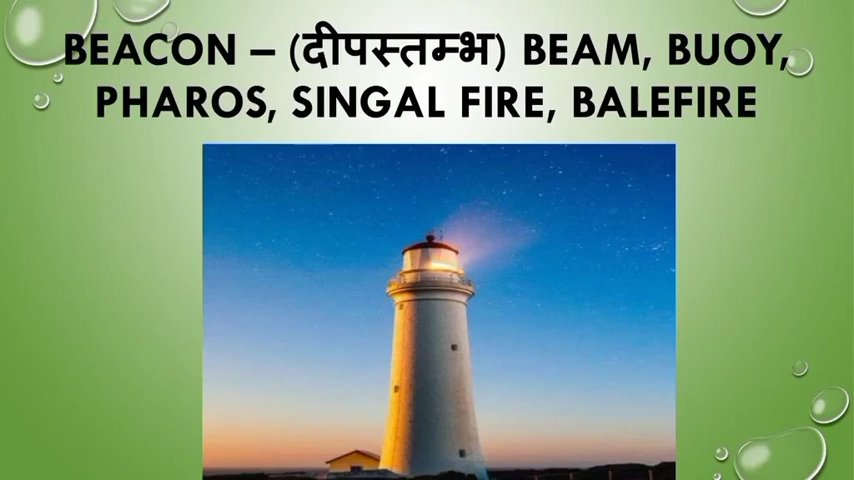 BEACON – (दीपस्तम्भ) BEAM, BUOY,
PHAROS, SINGAL FIRE, BALEFIRE